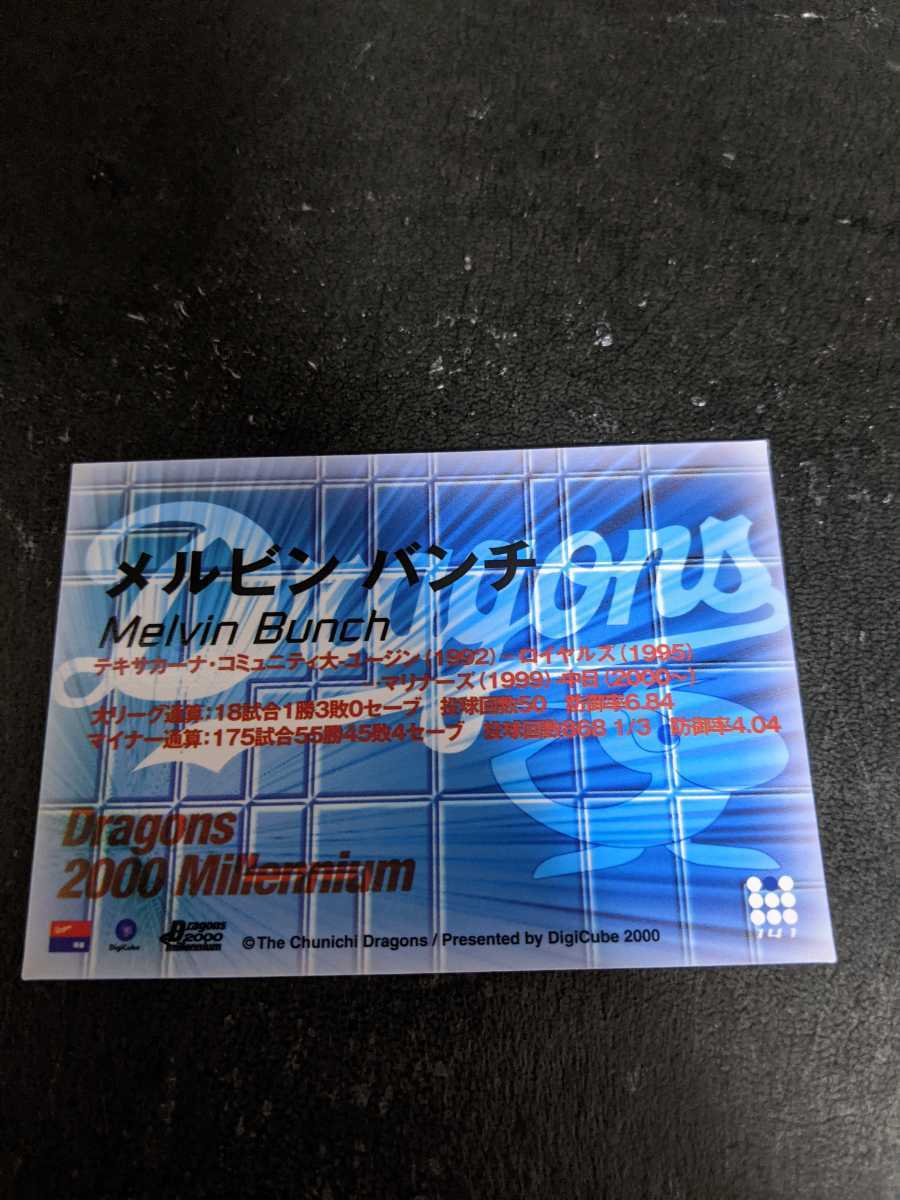 Dragons
メルビン バンチ
Melvin Bunch
テキサカーナ・コミュニティ大-ユージン(1992)-ロイヤルズ(1995)
マリナーズ(1999)-中日(2000〜)
大リーグ通算:18試合1勝3敗0セーブ 投球回数50 防御率6.84
マイナー通算:175試合55勝45敗4セーブ 投球回数868 1/3 防御率4.04
Dragons
2000 Millennium
DigiCube
Dragons
2000
Millennium
©The Chunichi Dragons / Presented by DigiCube 2000
141